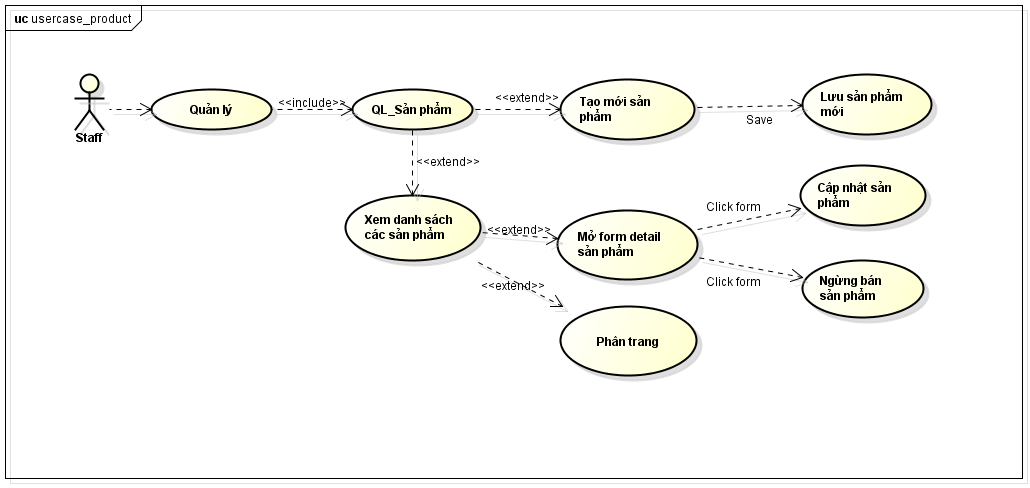 uc usercase_product
Staff
Quản lý
<<include>>
QL_Sản phẩm
<<extend>>
Tạo mới sản
phẩm
Save
Lưu sản phẩm
mới
<<extend>>
Xem danh sách
các sản phẩm
<<extend>>
Mở form detail
sản phẩm
Click form
Cập nhật sản
phẩm
Click form
Ngừng bán
sản phẩm
<<extend>>
Phân trang